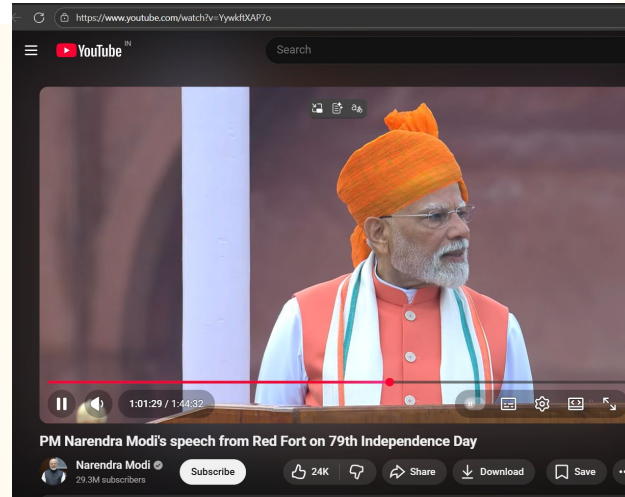 https://www.youtube.com/watch?v=YywkftXAP7o
YouTube IN
Search
1:01:29 / 1:44:32
PM Narendra Modi's speech from Red Fort on 79th Independence Day
Narendra Modi
29.3M subscribers
Subscribe
24K
Share
Download
Save